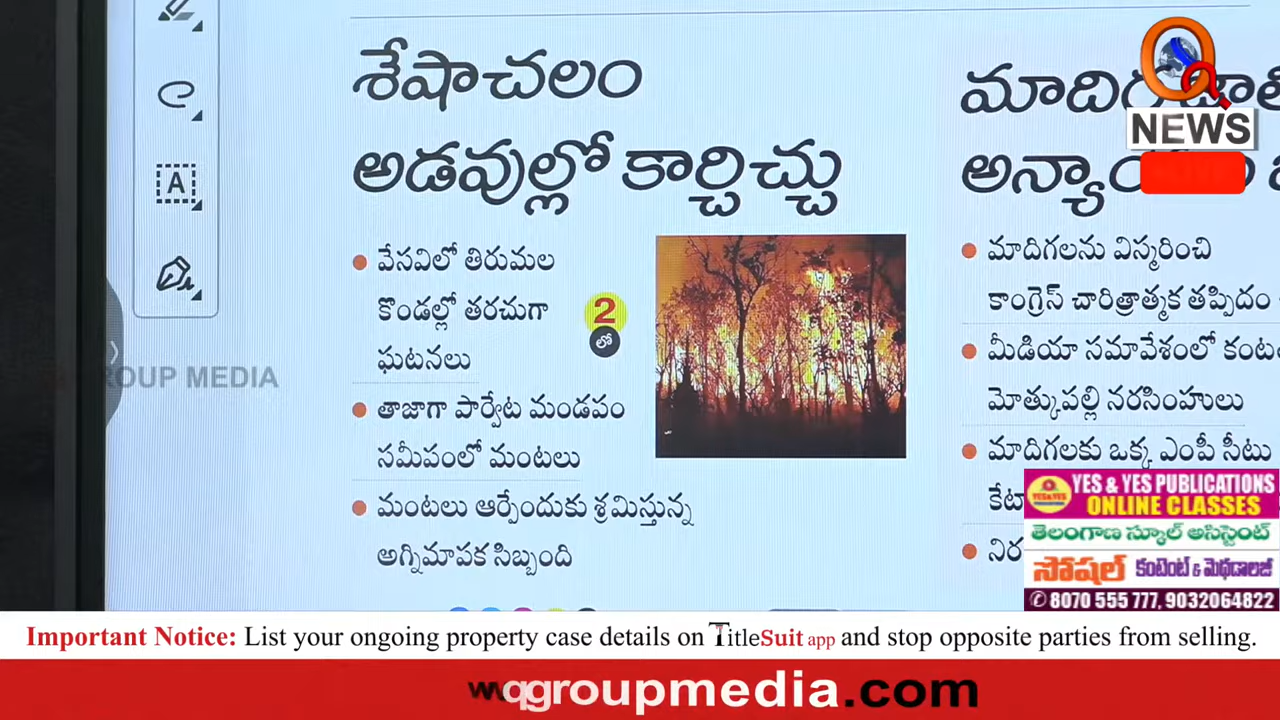 శేషాచలం
అడవుల్లో కార్చిచ్చు
వేసవిలో తిరుమల
కొండల్లో తరచుగా
ఘటనలు
2
లో
తాజాగా పార్వేట మండపం
సమీపంలో మంటలు
మంటలు ఆర్పేందుకు శ్రమిస్తున్న
అగ్నిమాపక సిబ్బంది
మాదిగ
మాదిగలను విస్మరించి
కాంగ్రెస్ చారిత్రాత్మక తప్పిదం
మీడియా సమావేశంలో
మోత్కుపల్లి నరసింహులు
మాదిగలకు ఒక్క ఎంపీ సీటు
Q
NEWS
A
GROUP MEDIA
YES & YES PUBLICATIONS
ONLINE CLASSES
తెలంగాణ స్కూల్ అసిస్టెంట్
సోషల్ కంటెంట్ & మెథడాలజీ
8070 555 777, 9032064822
Important Notice: List your ongoing property case details on TitleSuit app and stop opposite parties from selling.
qgroupmedia.com